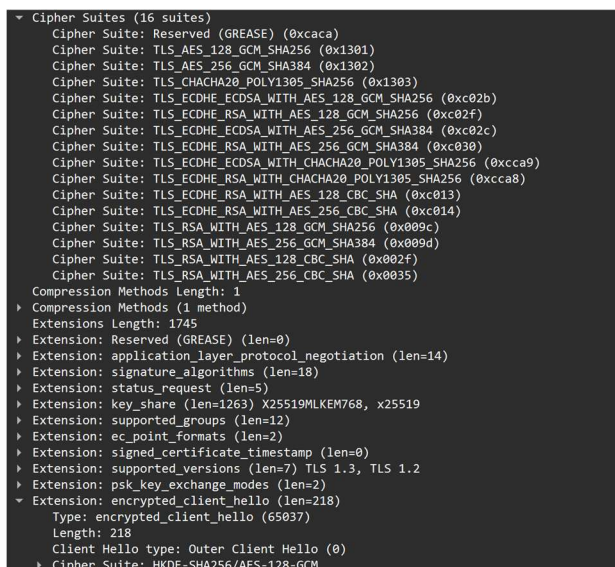 Cipher Suites (16 suites)
Cipher Suite: Reserved (GREASE) (0xcaca)
Cipher Suite: TLS_AES_128_GCM_SHA256 (0x1301)
Cipher Suite: TLS_AES_256_GCM_SHA384 (0x1302)
Cipher Suite: TLS_CHACHA20_POLY1305_SHA256 (0x1303)
Cipher Suite: TLS_ECDHE_ECDSA_WITH_AES_128_GCM_SHA256 (0xc02b)
Cipher Suite: TLS_ECDHE_RSA_WITH_AES_128_GCM_SHA256 (0xc02f)
Cipher Suite: TLS_ECDHE_ECDSA_WITH_AES_256_GCM_SHA384 (0xc02c)
Cipher Suite: TLS_ECDHE_RSA_WITH_AES_256_GCM_SHA384 (0xc030)
Cipher Suite: TLS_ECDHE_ECDSA_WITH_CHACHA20_POLY1305_SHA256 (0xcca9)
Cipher Suite: TLS_ECDHE_RSA_WITH_CHACHA20_POLY1305_SHA256 (0xcca8)
Cipher Suite: TLS_ECDHE_RSA_WITH_AES_128_CBC_SHA (0xc013)
Cipher Suite: TLS_ECDHE_RSA_WITH_AES_256_CBC_SHA (0xc014)
Cipher Suite: TLS_RSA_WITH_AES_128_GCM_SHA256 (0x009c)
Cipher Suite: TLS_RSA_WITH_AES_256_GCM_SHA384 (0x009d)
Cipher Suite: TLS_RSA_WITH_AES_128_CBC_SHA (0x002f)
Cipher Suite: TLS_RSA_WITH_AES_256_CBC_SHA (0x0035)
Compression Methods Length: 1
Compression Methods (1 method)
Extensions Length: 1745
Extension: Reserved (GREASE) (len=0)
Extension: application_layer_protocol_negotiation (len=14)
Extension: signature_algorithms (len=18)
Extension: status_request (len=5)
Extension: key_share (len=1263) X25519MLKEM768, x25519
Extension: supported_groups (len=12)
Extension: ec_point_formats (len=2)
Extension: signed_certificate_timestamp (len=0)
Extension: supported_versions (len=7) TLS 1.3, TLS 1.2
Extension: psk_key_exchange_modes (len=2)
Extension: encrypted_client_hello (len=218)
Type: encrypted_client_hello (65037)
Length: 218
Client Hello type: Outer Client Hello (0)
Cipher Suite: HKDF-SHA256/AES-128-GCM